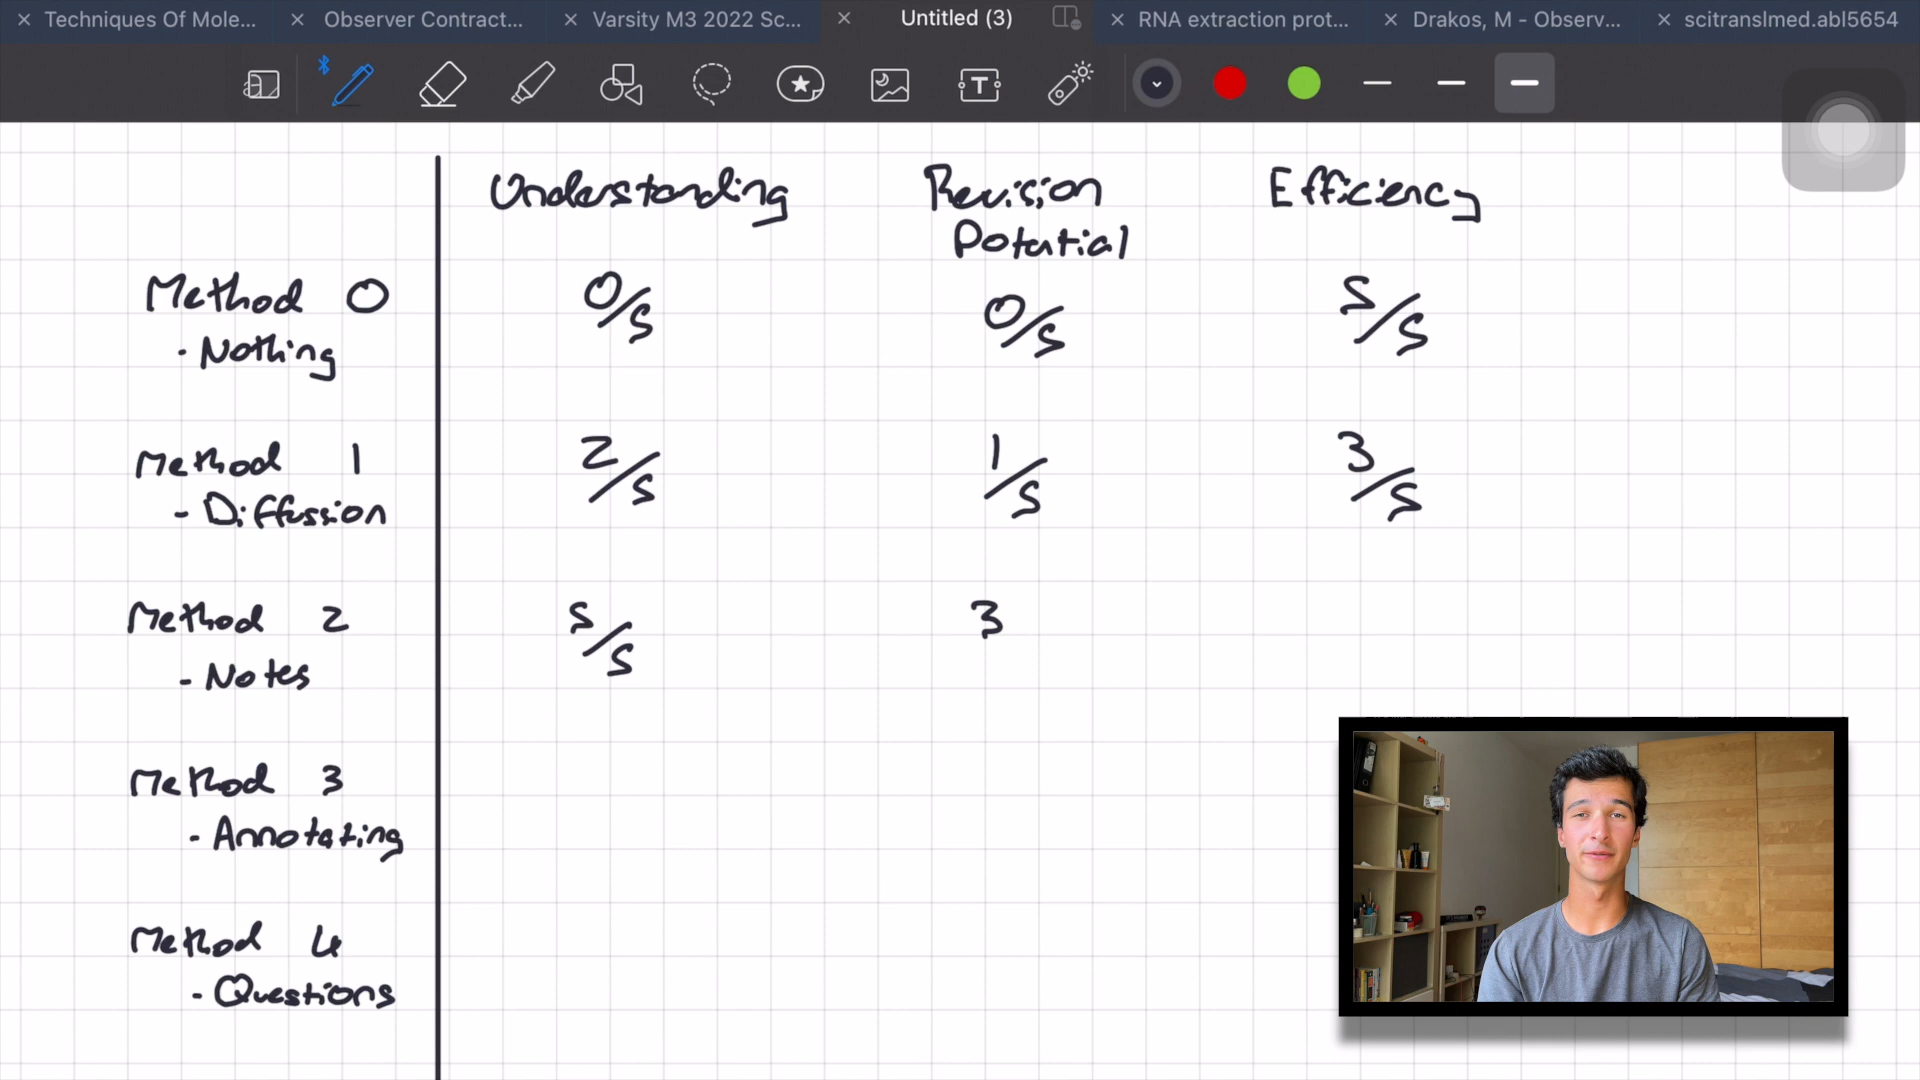 Techniques Of Mole...
Observer Contract...
Varsity M3 2022 Sc...
Untitled (3)
RNA extraction prot...
Drakos, M - Observ...
scitranslmed.abl5654
T
Understanding
Revision
Potential
Efficiency
Method 0
0/5
0/5
5/5
· Nothing
Method 1
2/5
1/5
3/5
- Diffussion
Method 2
5/5
3
- Notes
Method 3
- Annotating
Method 4
- Questions